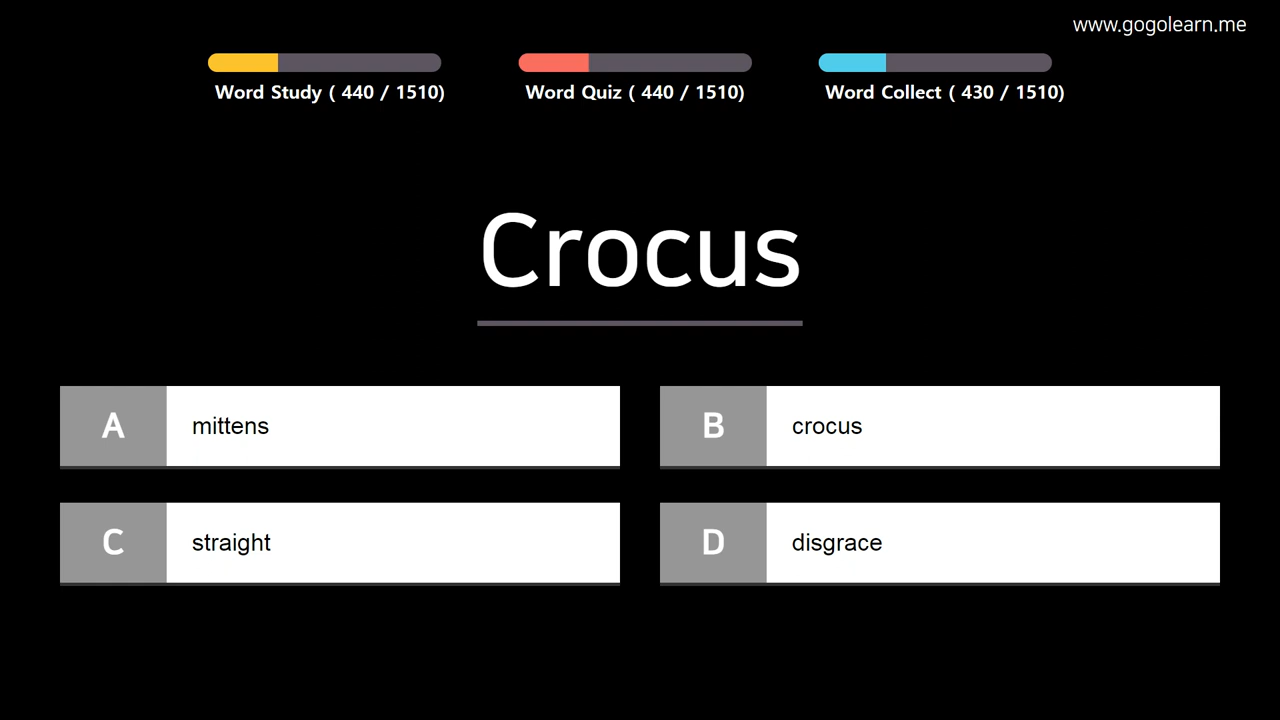 www.gogolearn.me
Word Study ( 440 / 1510)
Word Quiz ( 440 / 1510)
Word Collect ( 430 / 1510)
Crocus
A mittens
B crocus
C straight
D disgrace